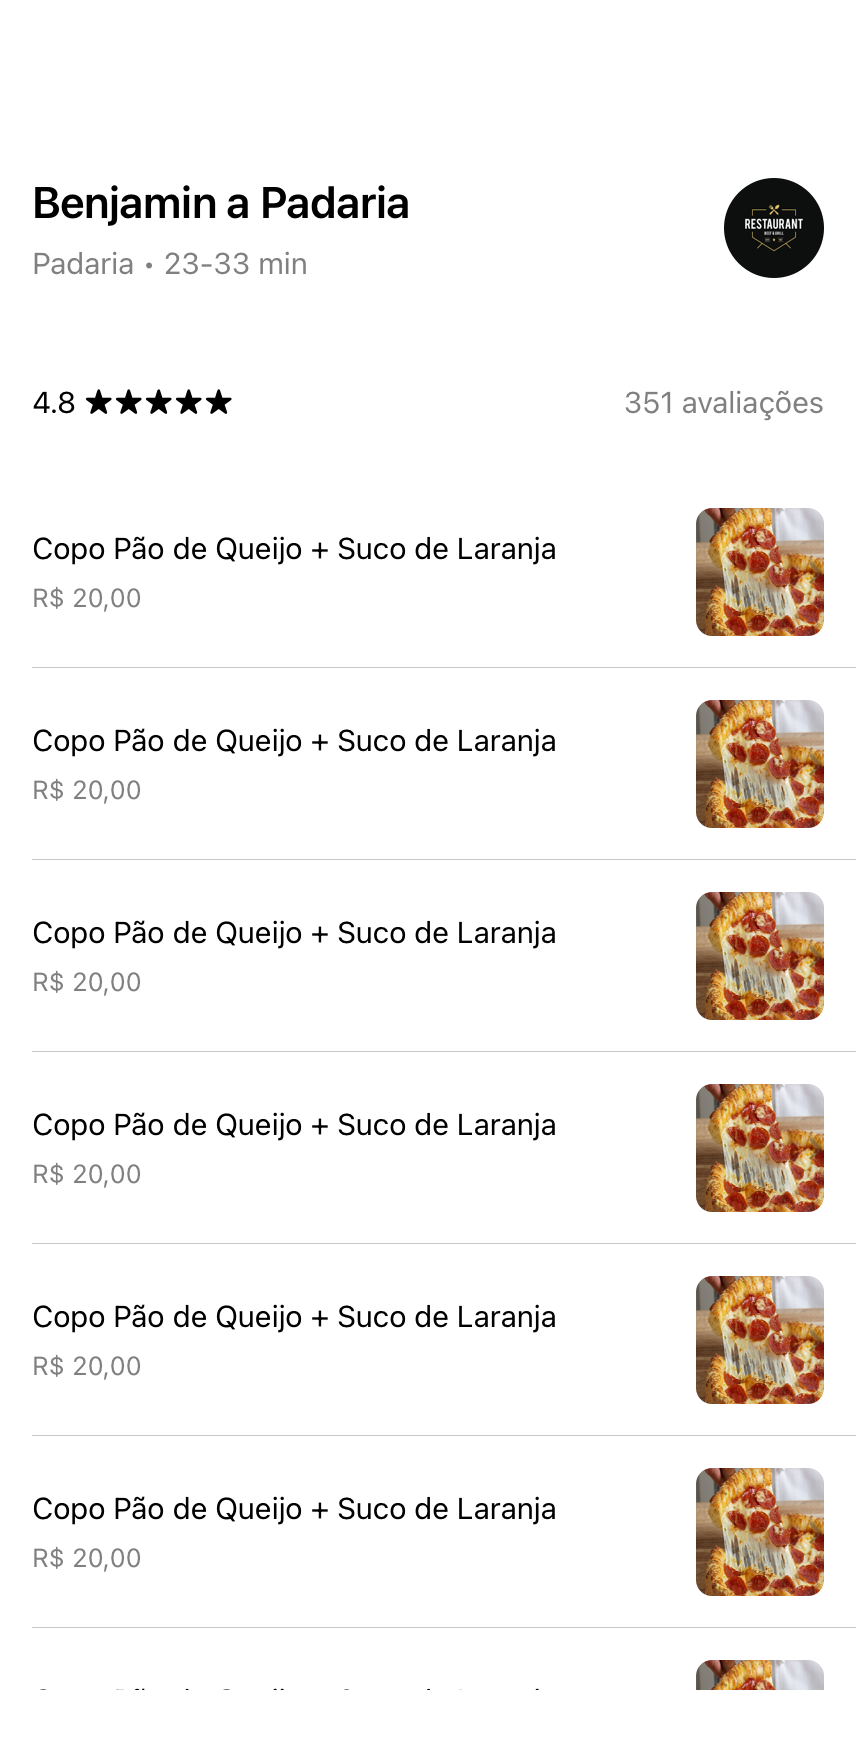 Benjamin a Padaria
Padaria • 23-33 min
RESTAURANT
4.8 ★★★★★
351 avaliações
Copo Pão de Queijo + Suco de Laranja
R$ 20,00
Copo Pão de Queijo + Suco de Laranja
R$ 20,00
Copo Pão de Queijo + Suco de Laranja
R$ 20,00
Copo Pão de Queijo + Suco de Laranja
R$ 20,00
Copo Pão de Queijo + Suco de Laranja
R$ 20,00
Copo Pão de Queijo + Suco de Laranja
R$ 20,00